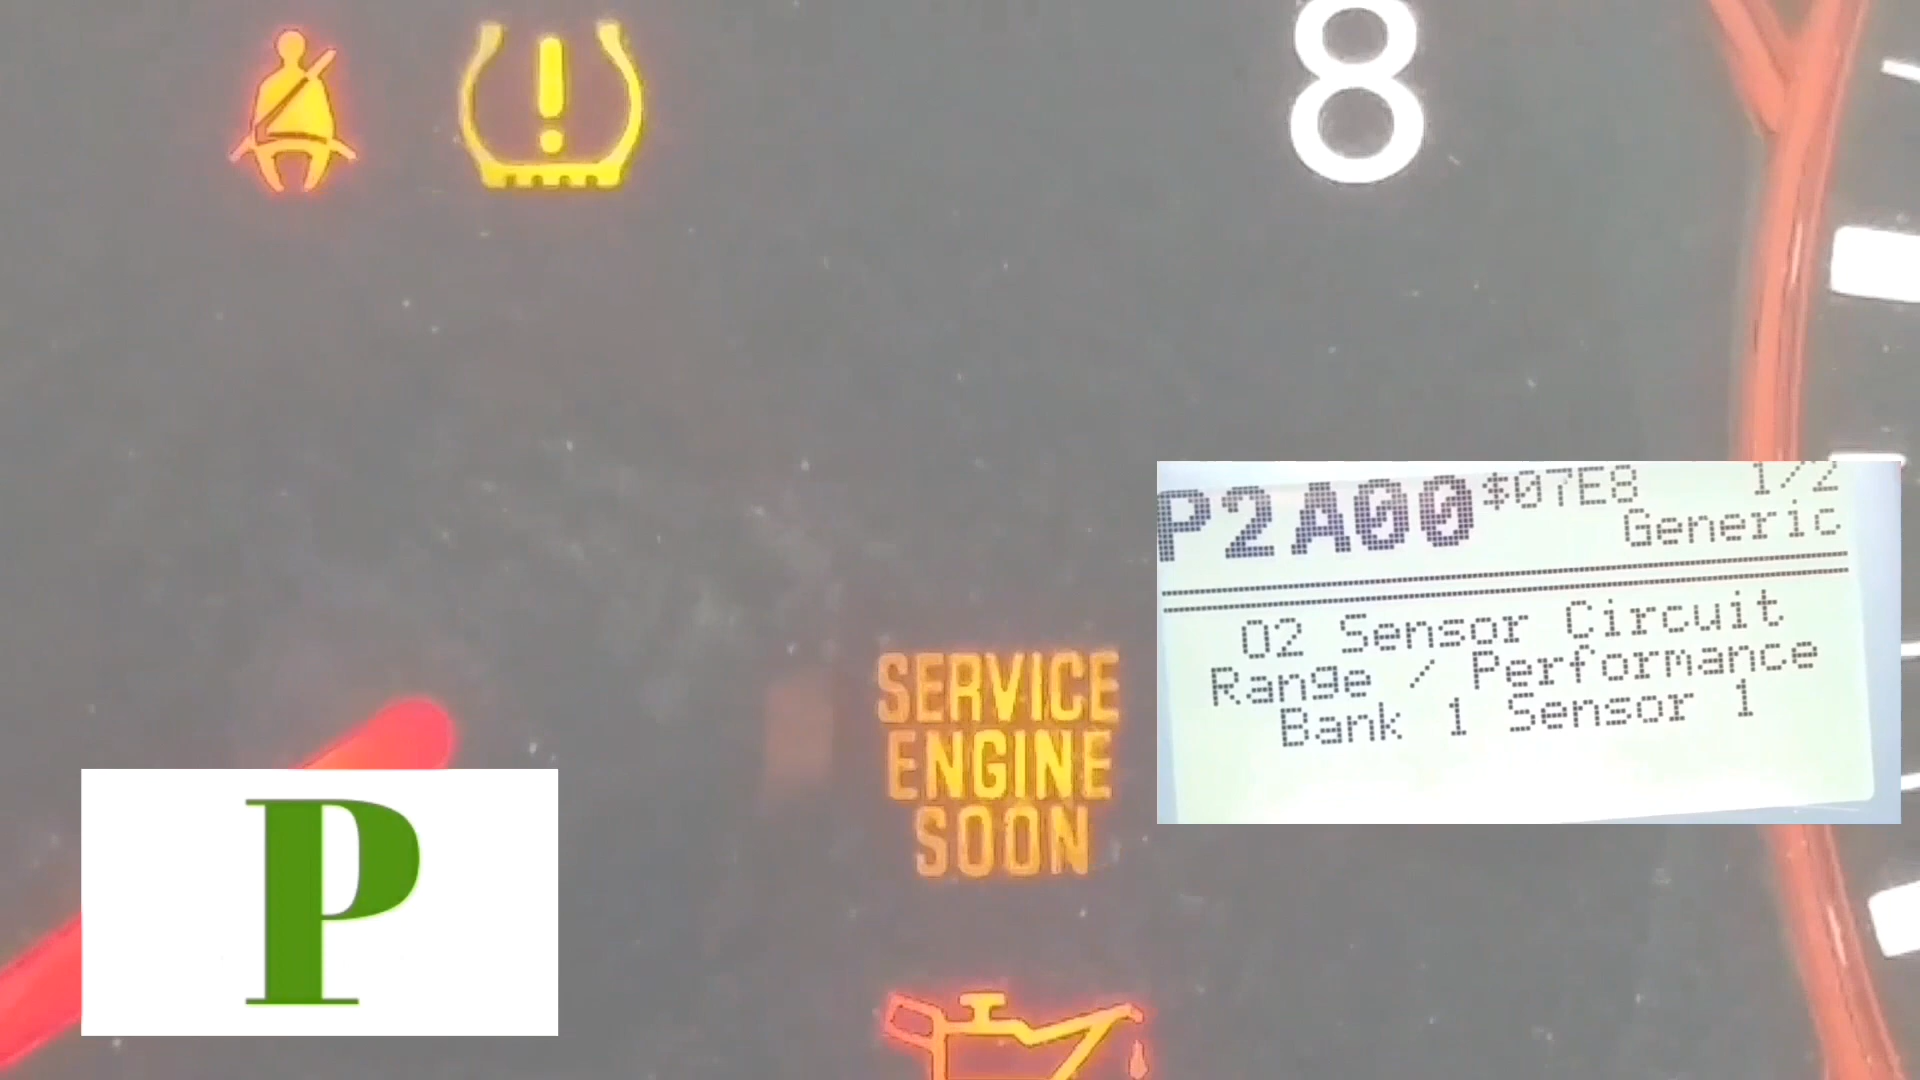 8
P2A00 $07E8 1/2
Generic
O2 Sensor Circuit
Range / Performance
Bank 1 Sensor 1
SERVICE
ENGINE
SOON
P